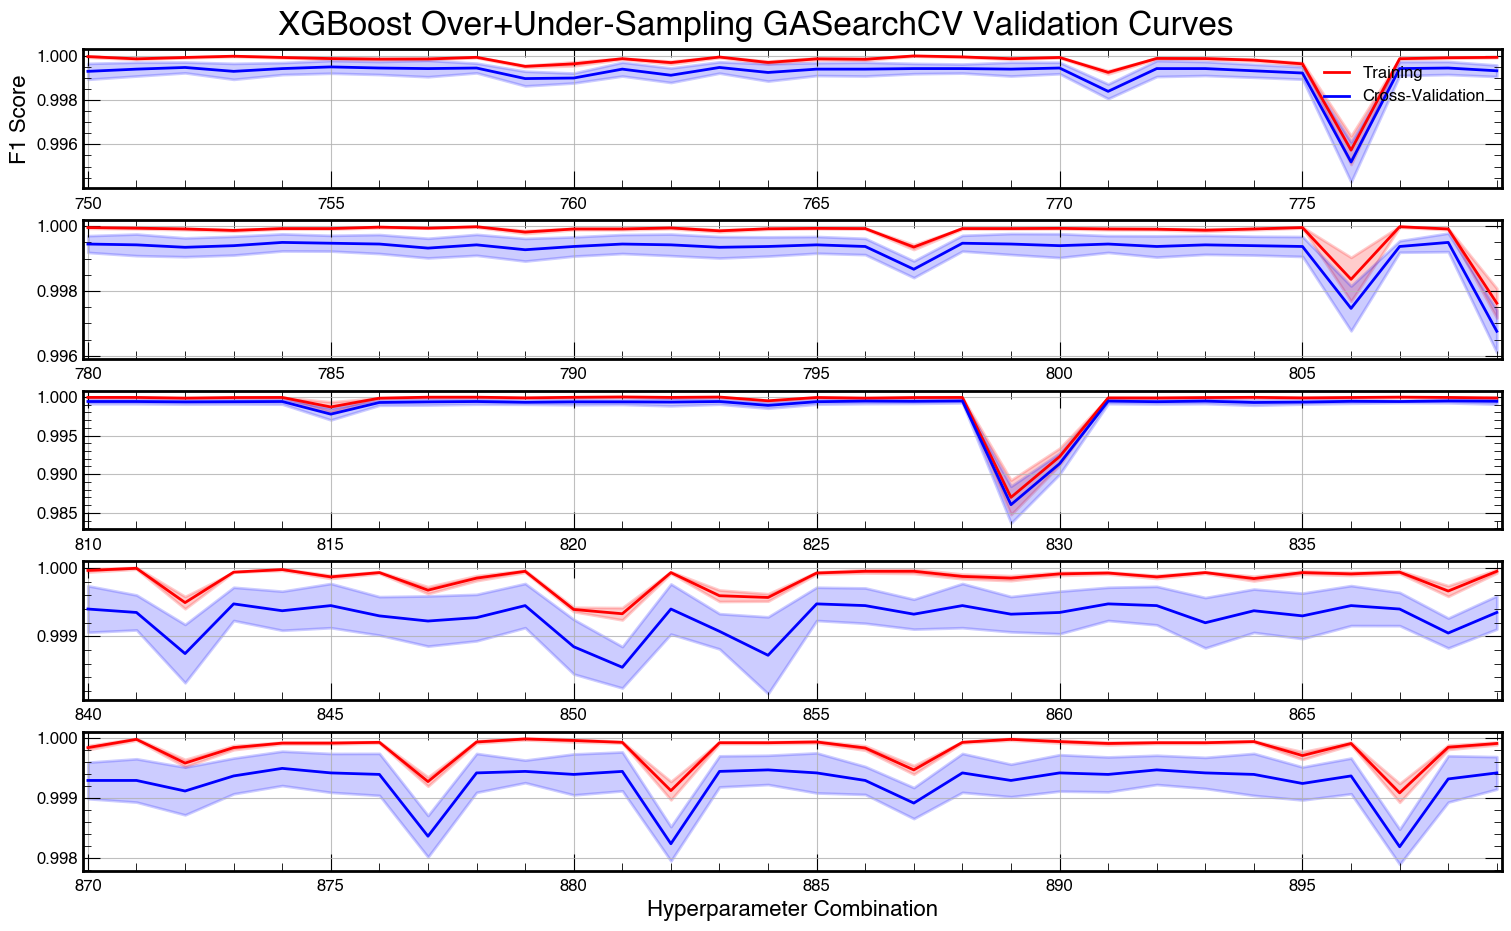 XGBoost Over+Under-Sampling GASearchCV Validation Curves
F1 Score
1.000
0.998
0.996
Training
Cross-Validation
750 755 760 765 770 775
1.000
0.998
0.996
780 785 790 795 800 805
1.000
0.995
0.990
0.985
810 815 820 825 830 835
1.000
0.999
840 845 850 855 860 865
1.000
0.999
0.998
870 875 880 885 890 895
Hyperparameter Combination